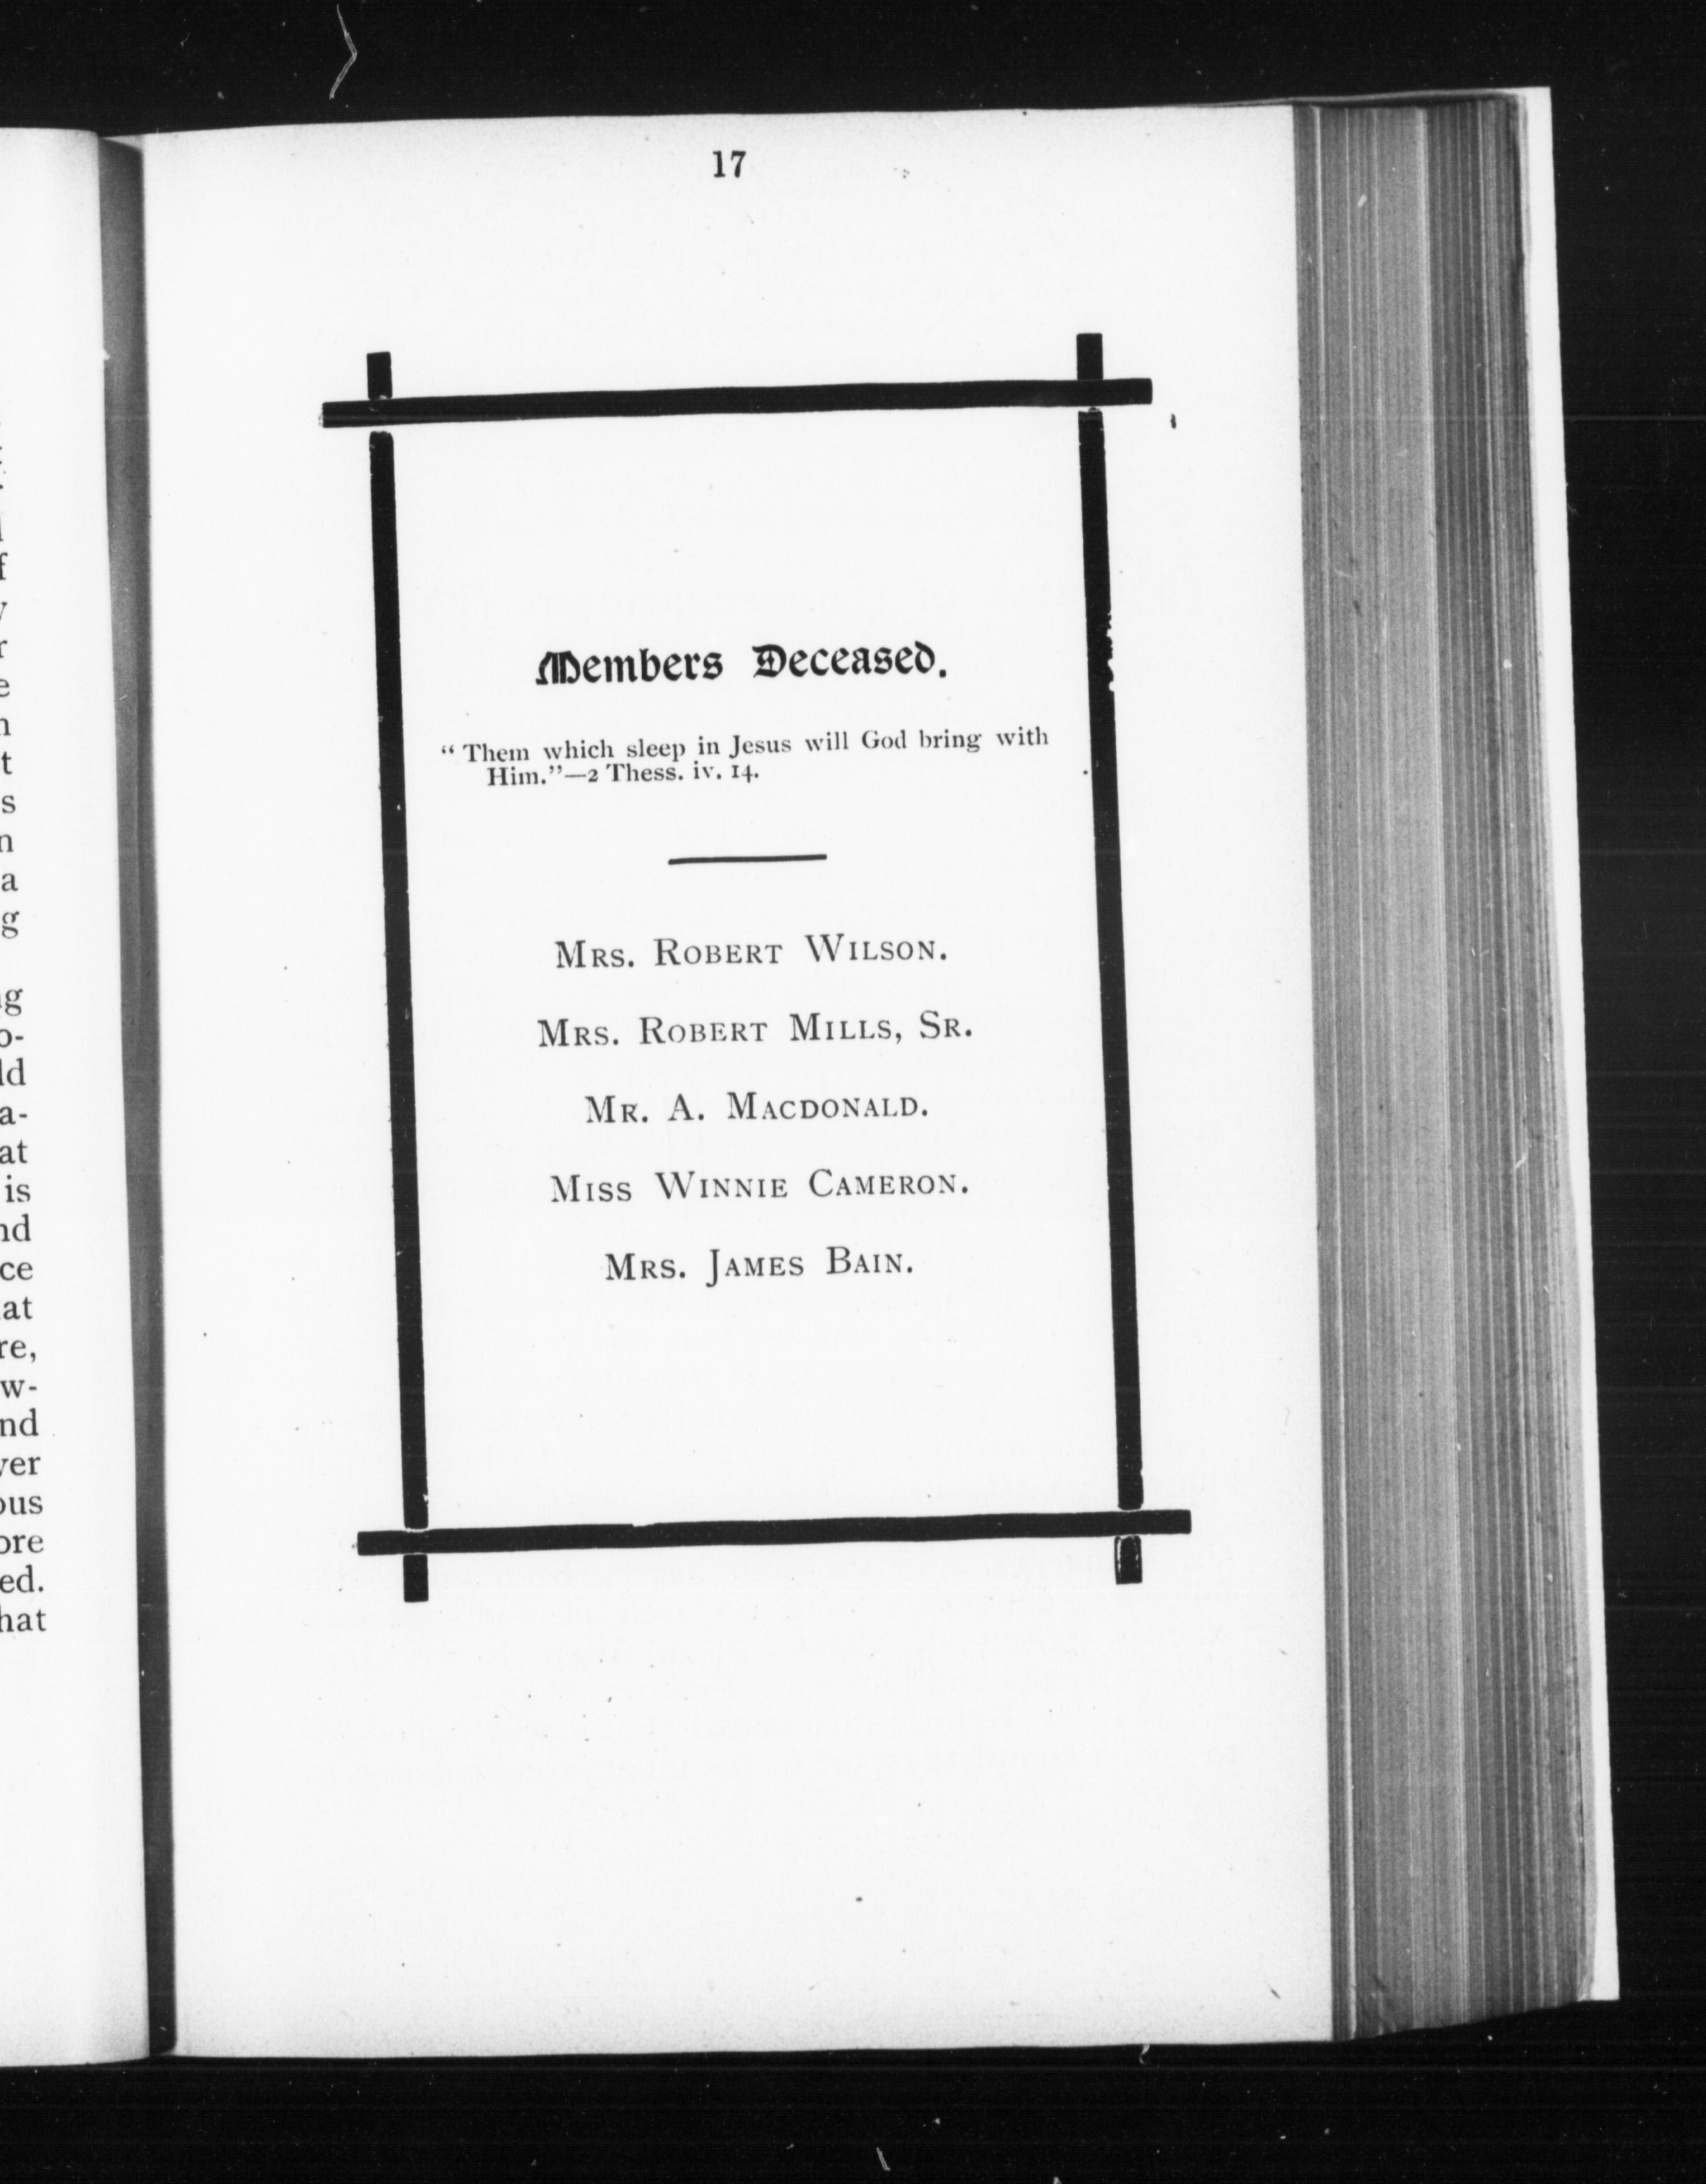 17
Members Deceased.
“Them which sleep in Jesus will God bring with
Him.”—2 Thess. iv. 14.
Mrs. Robert Wilson.
Mrs. Robert Mills, Sr.
Mr. A. Macdonald.
Miss Winnie Cameron.
Mrs. James Bain.